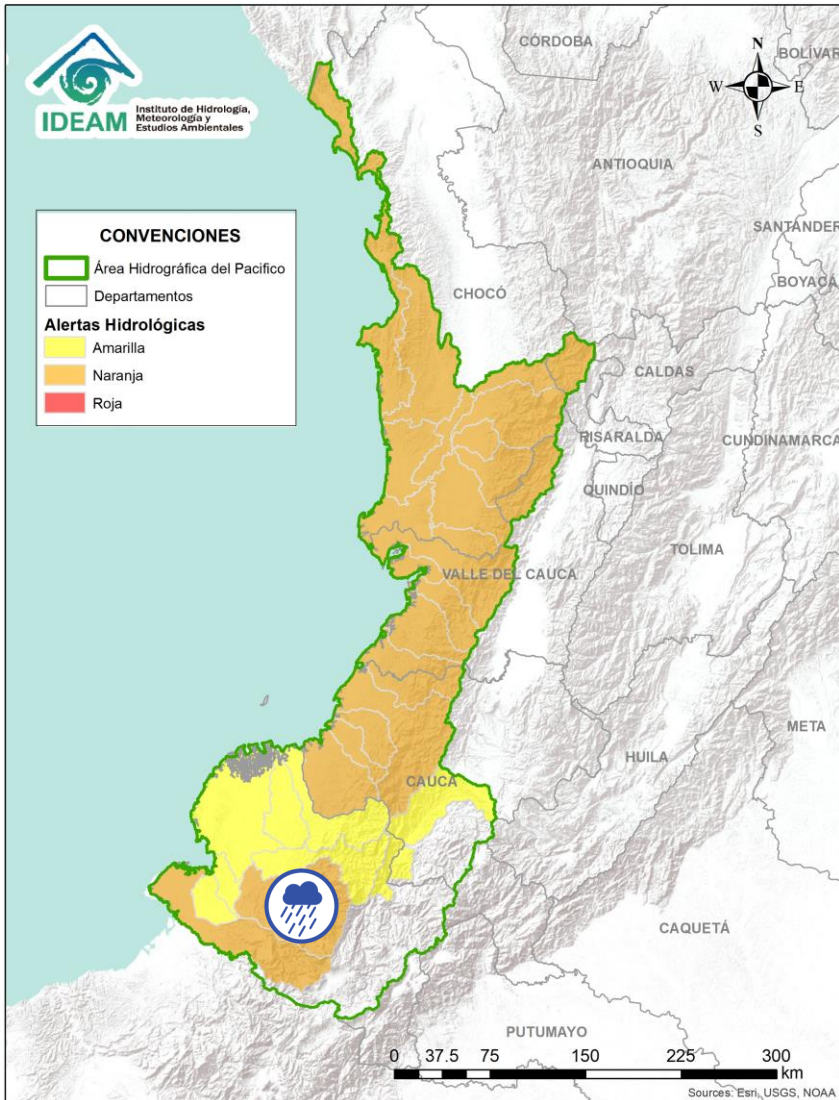 IDEAM
Instituto de Hidrología,
Meteorología y
Estudios Ambientales
CÓRDOBA
BOLÍVAR
N
W
E
S
ANTIOQUIA
SANTANDER
BOYACÁ
CONVENCIONES
Área Hidrográfica del Pacifico
Departamentos
Alertas Hidrológicas
Amarilla
Naranja
Roja
CHOCÓ
CALDAS
RISARALDA
CUNDINAMARCA
QUINDÍO
TOLIMA
VALLE DEL CAUCA
META
HUILA
CAUCA
CAQUETÁ
PUTUMAYO
0 37.5 75 150 225 300
km
Sources: Esri, USGS, NOAA